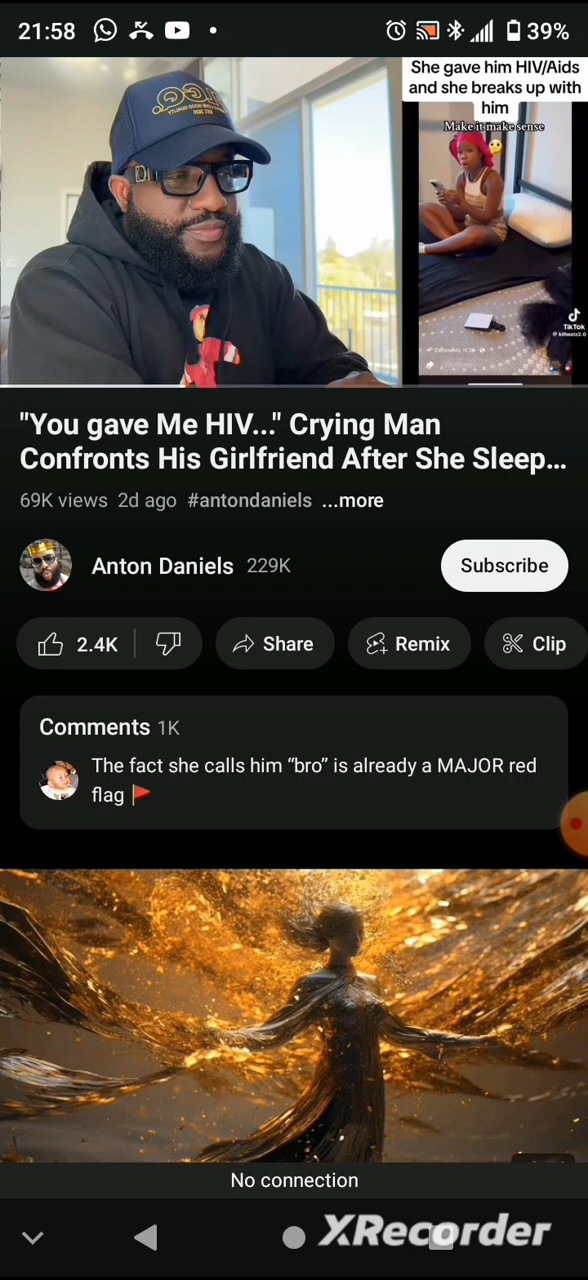 21:58
39%
She gave him HIV/Aids
and she breaks up with
him
Make it make sense
TikTok
"You gave Me HIV..." Crying Man
Confronts His Girlfriend After She Sleep...
69K views 2d ago #antondaniels ...more
Anton Daniels 229K
Subscribe
2.4K
Share
Remix
Clip
Comments 1K
The fact she calls him “bro” is already a MAJOR red
flag 🚩
No connection
XRecorder